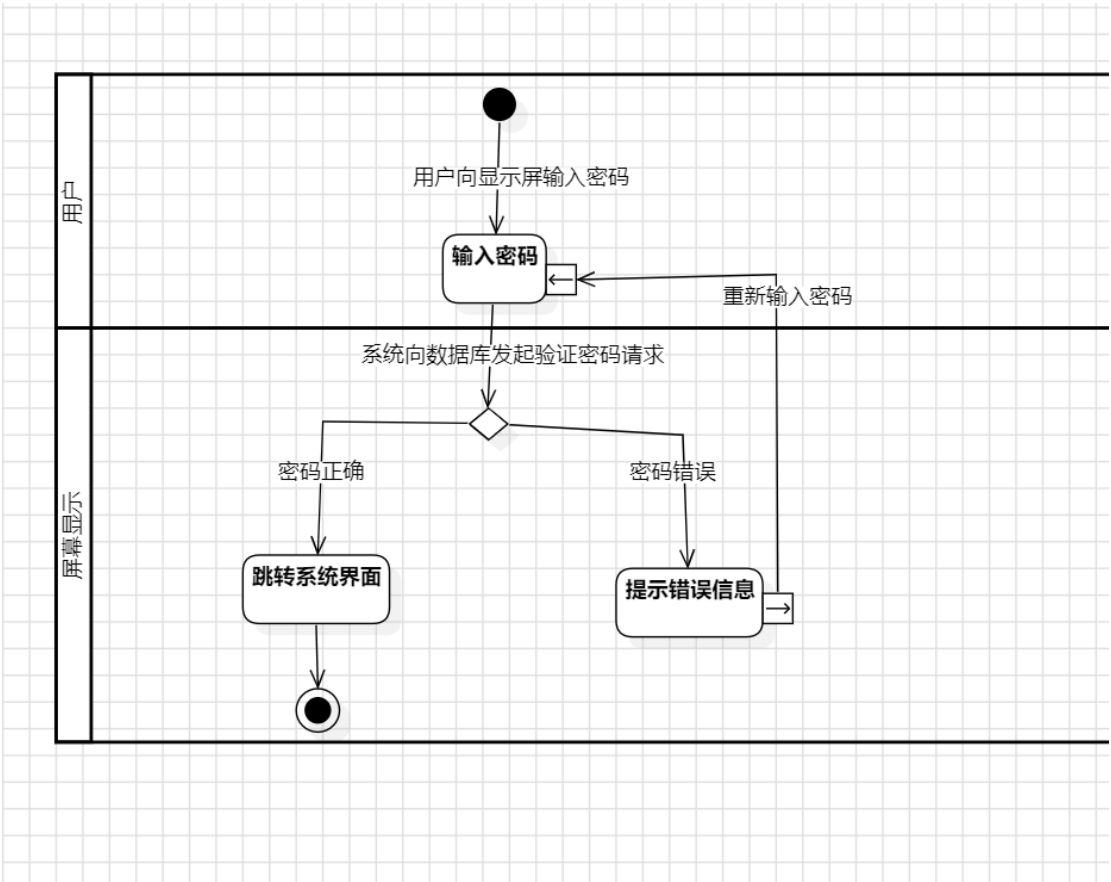 用户
用户向显示屏输入密码
输入密码
重新输入密码
屏幕显示
系统向数据库发起验证密码请求
密码正确
密码错误
跳转系统界面
提示错误信息